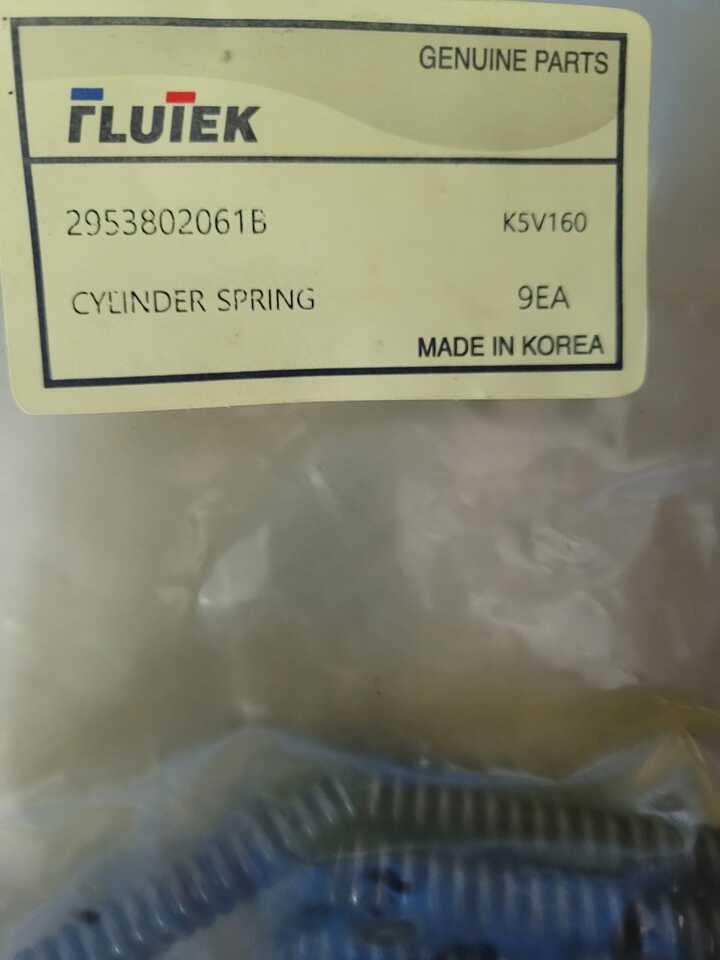 GENUINE PARTS
FLUTEK
2953802061B K5V160
CYLINDER SPRING 9EA
MADE IN KOREA